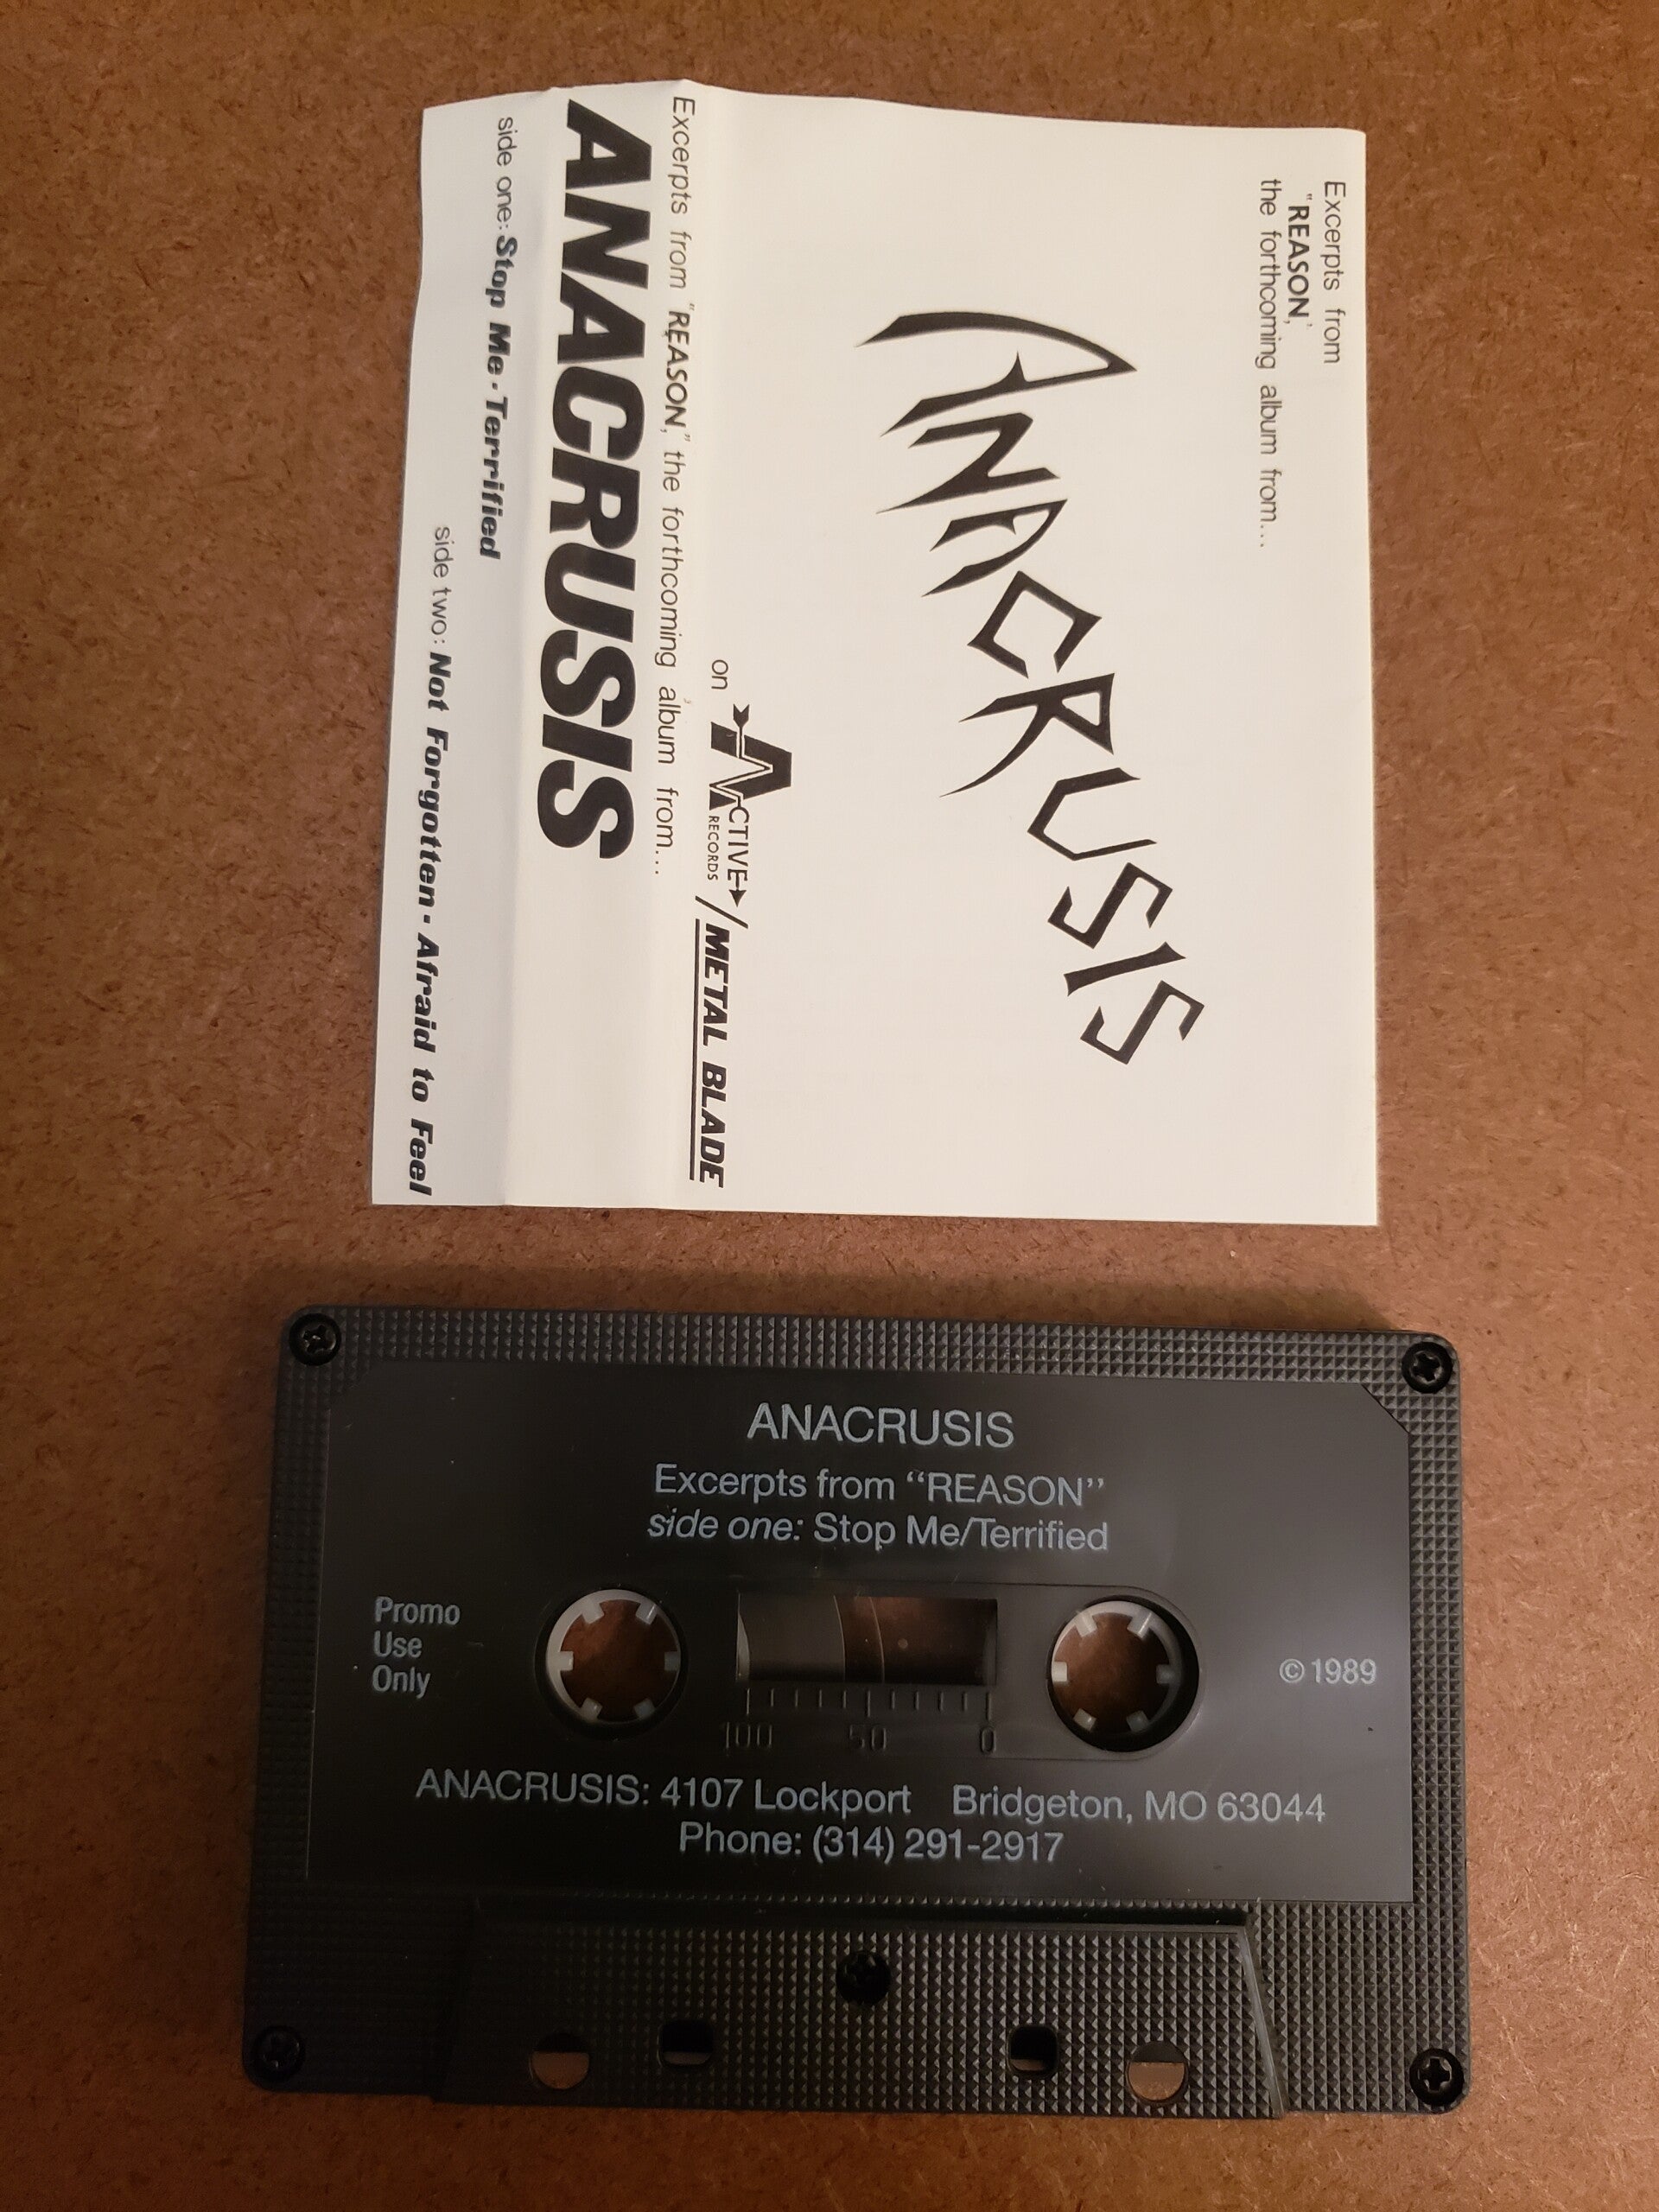 Excerpts from
"REASON,"
the forthcoming album from...
ANACRUSIS
on ACTIVE RECORDS / METAL BLADE
Excerpts from "REASON," the forthcoming album from...
ANACRUSIS
side one: Stop Me · Terrified
side two: Not Forgotten · Afraid to Feel
ANACRUSIS
Excerpts from "REASON"
side one: Stop Me/Terrified
Promo
Use
Only
© 1989
100 50 0
ANACRUSIS: 4107 Lockport Bridgeton, MO 63044
Phone: (314) 291-2917